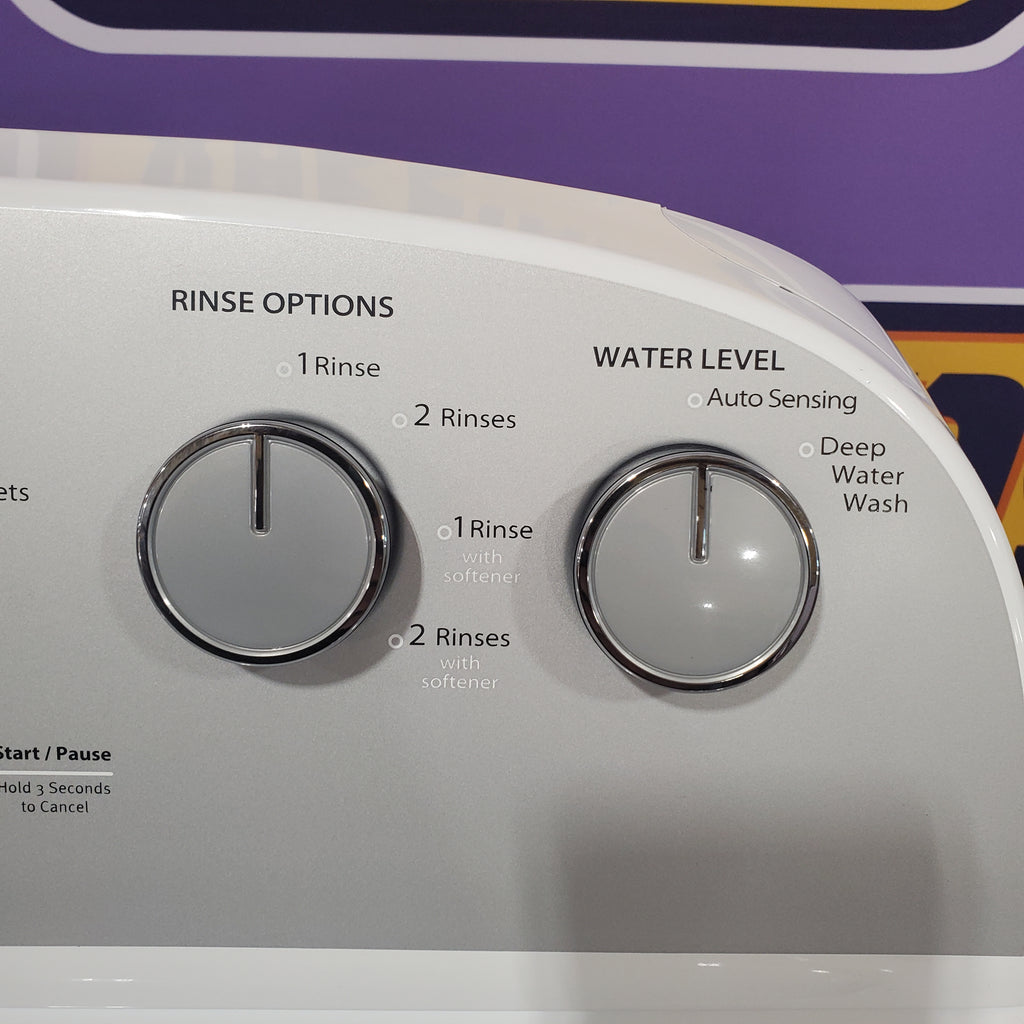 RINSE OPTIONS
1 Rinse
2 Rinses
1 Rinse
with
softener
2 Rinses
with
softener
WATER LEVEL
Auto Sensing
Deep
Water
Wash
Start / Pause
Hold 3 Seconds
to Cancel